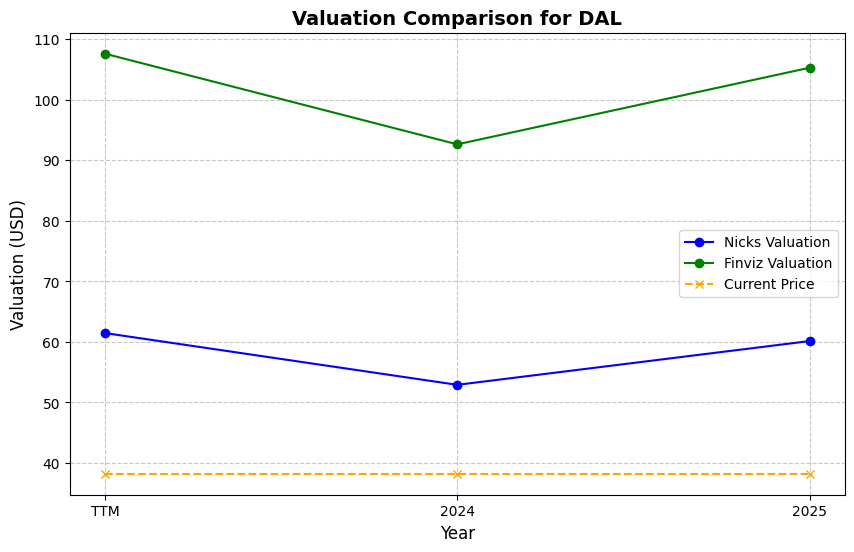 Valuation Comparison for DAL
Valuation (USD)
110
100
90
80
70
60
50
40
Nicks Valuation
Finviz Valuation
Current Price
TTM
2024
2025
Year